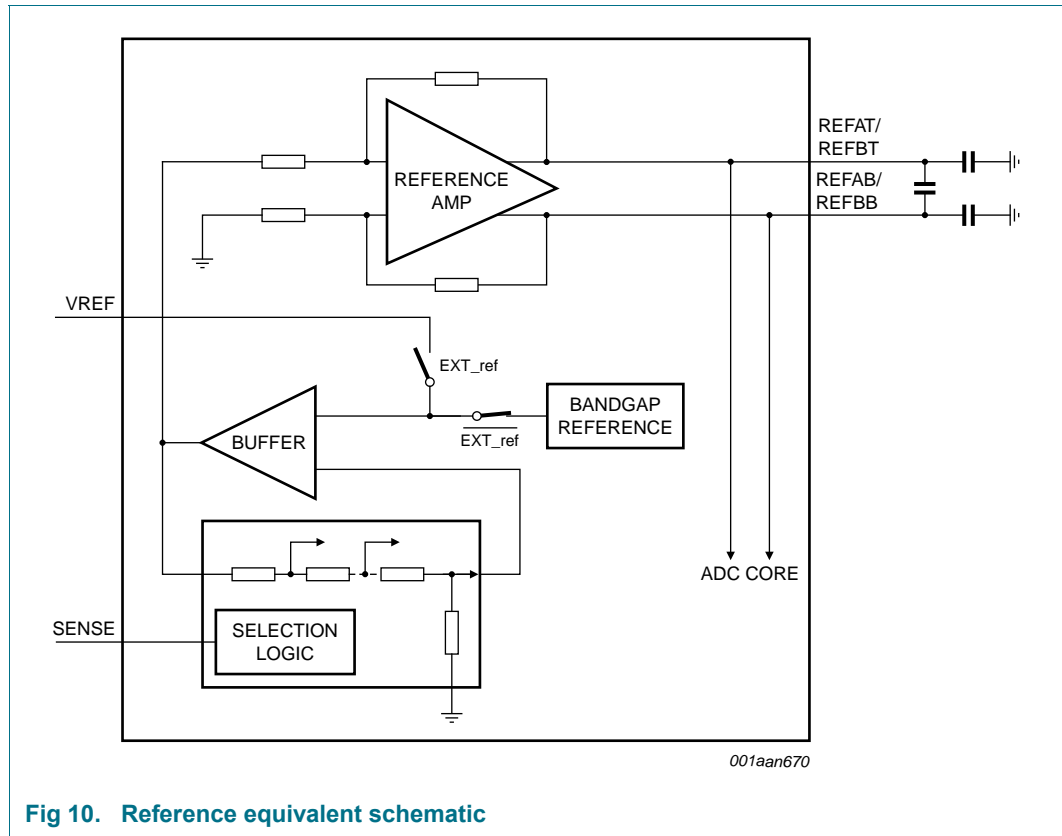 REFAT/
REFBT
REFERENCE
AMP
REFAB/
REFBB
VREF
EXT_ref
BANDGAP
REFERENCE
BUFFER
EXT_ref
ADC CORE
SENSE
SELECTION
LOGIC
001aan670
Fig 10. Reference equivalent schematic